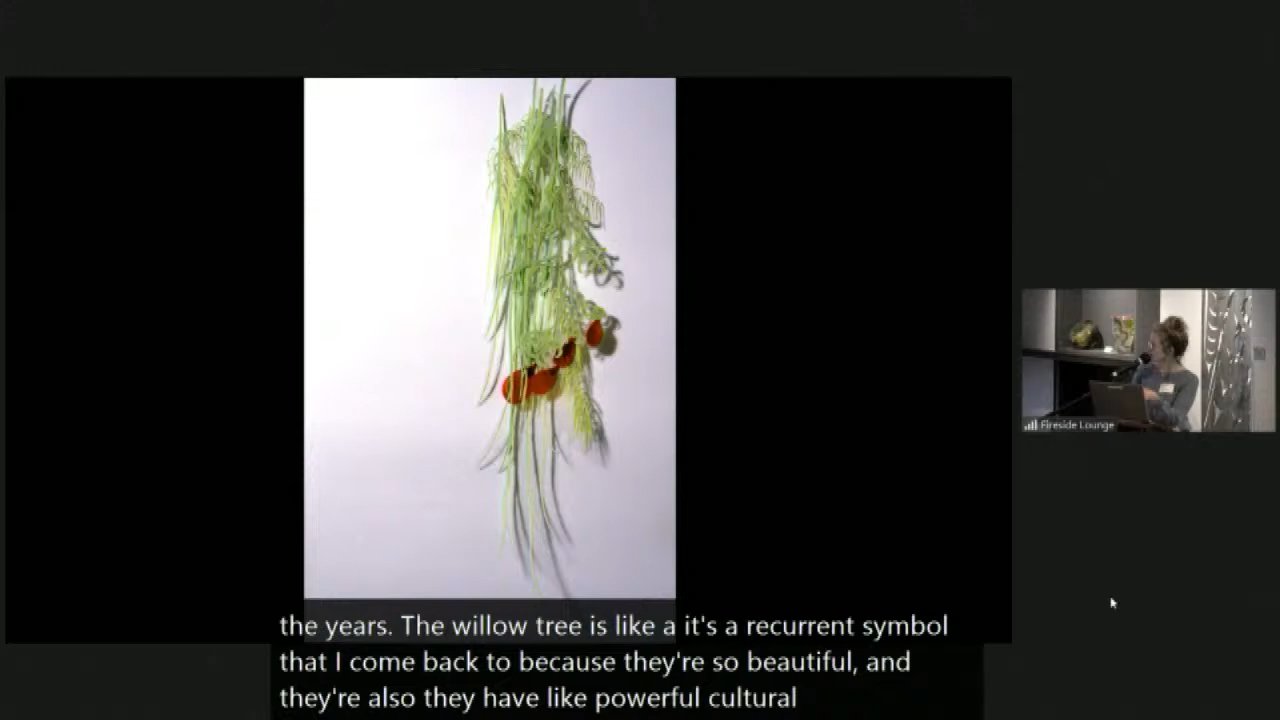 Fireside Lounge
the years. The willow tree is like a it's a recurrent symbol
that I come back to because they're so beautiful, and
they're also they have like powerful cultural